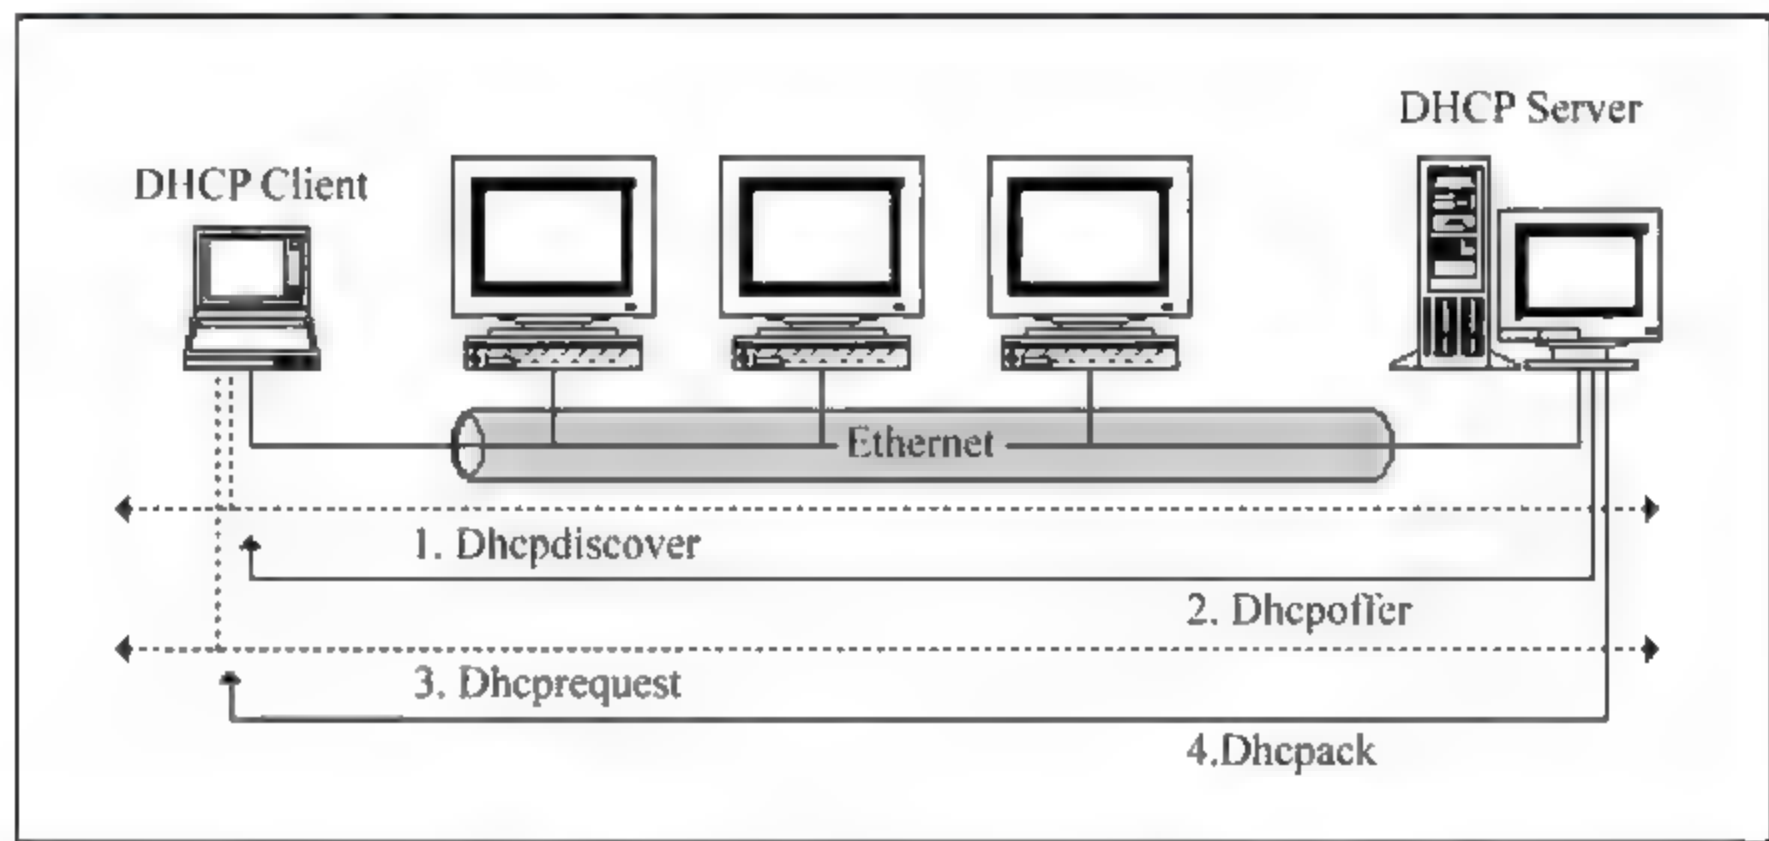 DHCP Server
DHCP Client
Ethernet
1. Dhcpdiscover
2. Dhcpoffer
3. Dhcprequest
4.Dhcpack